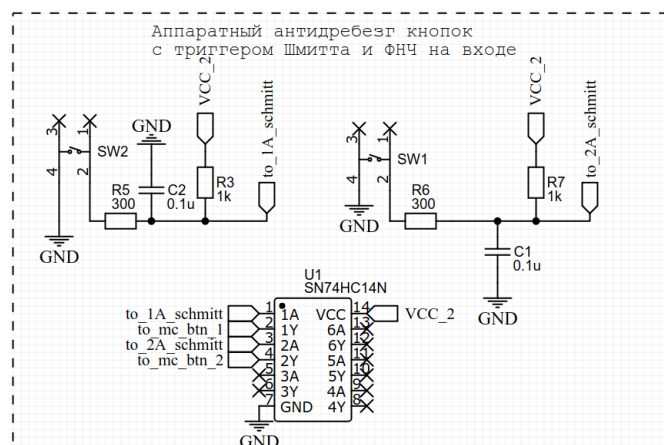 Аппаратный антидребезг кнопок
с триггером Шмитта и ФНЧ на входе
VCC_2
to_1A_schmitt
GND
3
1
SW2
4
2
R5
300
C2
0.1u
R3
1k
GND
VCC_2
to_2A_schmitt
3
1
SW1
4
2
R6
300
R7
1k
GND
C1
0.1u
GND
U1
SN74HC14N
to_1A_schmitt 1 1A VCC 14 VCC_2
to_mc_btn_1 2 1Y 6A 13
to_2A_schmitt 3 2A 6Y 12
to_mc_btn_2 4 2Y 5A 11
5 3A 5Y 10
6 3Y 4A 9
7 GND 4Y 8
GND